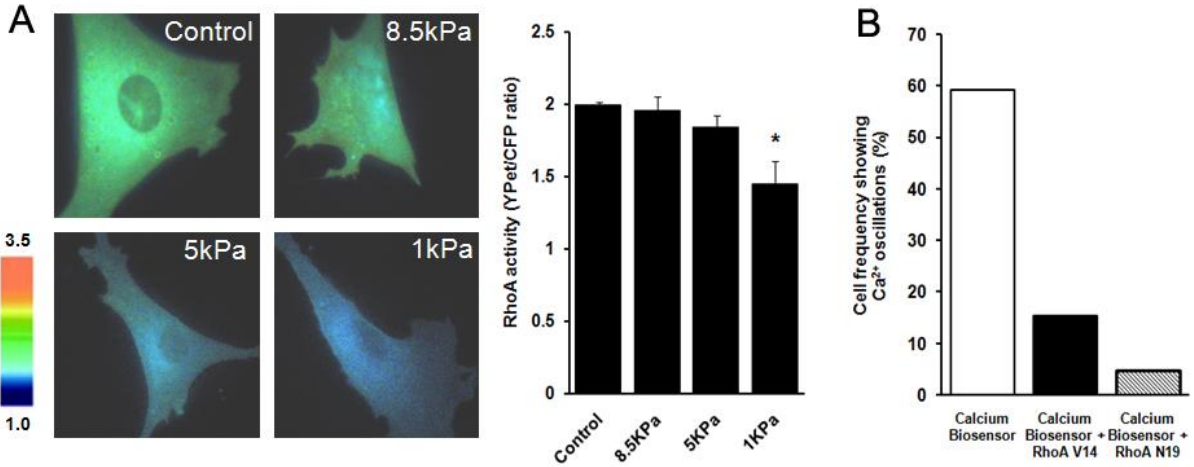 A
Control
8.5kPa
5kPa
1kPa
3.5
1.0
RhoA activity (YPet/CFP ratio)
2.5
2
1.5
1
0.5
0
*
Control
8.5KPa
5KPa
1KPa
B
Cell frequency showing
Ca²⁺ oscillations (%)
70
60
50
40
30
20
10
0
Calcium
Biosensor
Calcium
Biosensor +
RhoA V14
Calcium
Biosensor +
RhoA N19